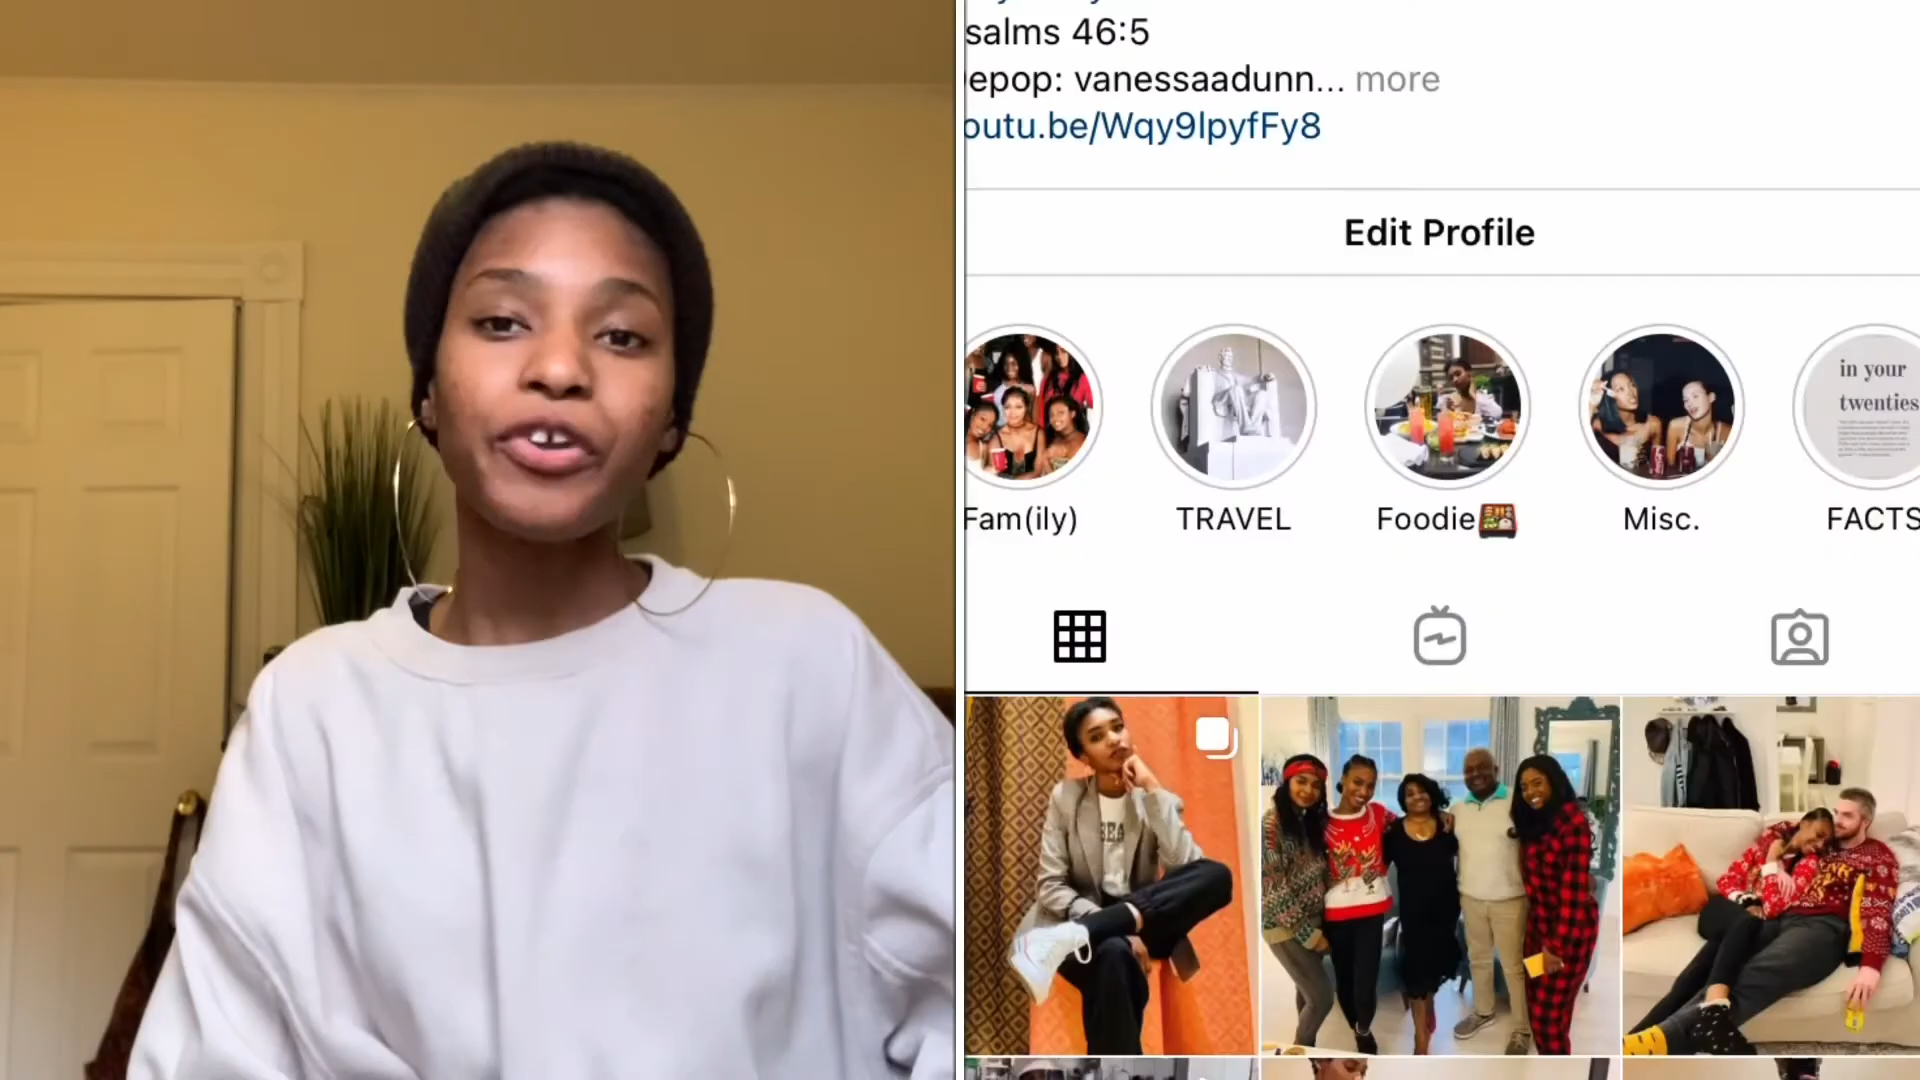 salms 46:5
epop: vanessaadunn... more
outu.be/Wqy9lpyfFy8
Edit Profile
in your
twenties
Fam(ily)
TRAVEL
Foodie🍱
Misc.
FACTS